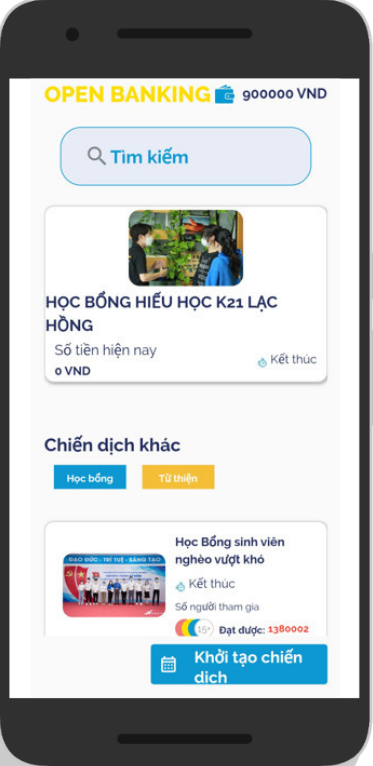 OPEN BANKING 900000 VND
Tìm kiếm
HỌC BỔNG HIẾU HỌC K21 LẠC
HỒNG
Số tiền hiện nay
0 VND
Kết thúc
Chiến dịch khác
Học bổng Từ thiện
ĐẠO ĐỨC - TRÍ TUỆ - SÁNG TẠO
Học Bổng sinh viên
nghèo vượt khó
Kết thúc
Số người tham gia
15+ Đạt được: 1380002
Khởi tạo chiến
dịch